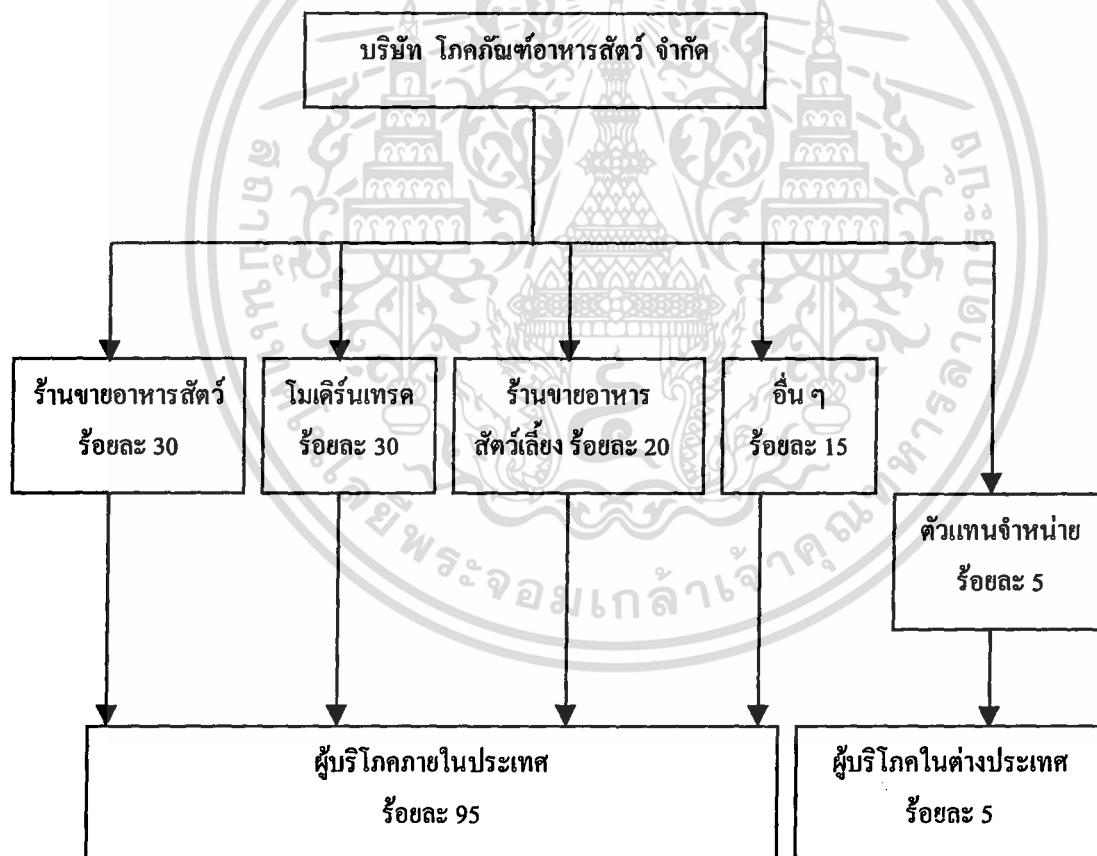 บริษัท โภคภัณฑ์อาหารสัตว์ จำกัด
ร้านขายอาหารสัตว์
ร้อยละ 30
โมเดิร์นเทรด
ร้อยละ 30
ร้านขายอาหาร
สัตว์เลี้ยง ร้อยละ 20
อื่น ๆ
ร้อยละ 15
ตัวแทนจำหน่าย
ร้อยละ 5
ผู้บริโภคภายในประเทศ
ร้อยละ 95
ผู้บริโภคในต่างประเทศ
ร้อยละ 5